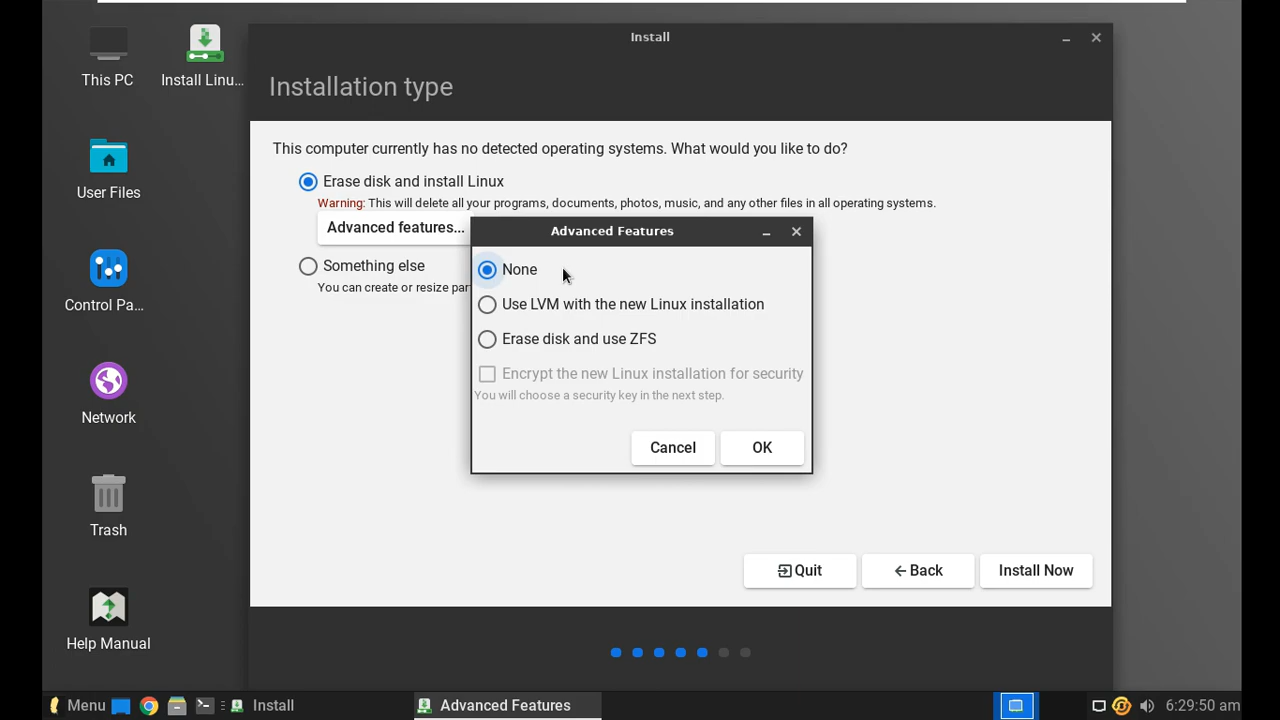 Install
This PC
Install Linu...
Installation type
This computer currently has no detected operating systems. What would you like to do?
Erase disk and install Linux
Warning: This will delete all your programs, documents, photos, music, and any other files in all operating systems.
Advanced features...
Something else
You can create or resize par
User Files
Control Pa...
Network
Trash
Help Manual
Advanced Features
None
Use LVM with the new Linux installation
Erase disk and use ZFS
Encrypt the new Linux installation for security
You will choose a security key in the next step.
Cancel
OK
Quit
Back
Install Now
Menu
Install
Advanced Features
6:29:50 am